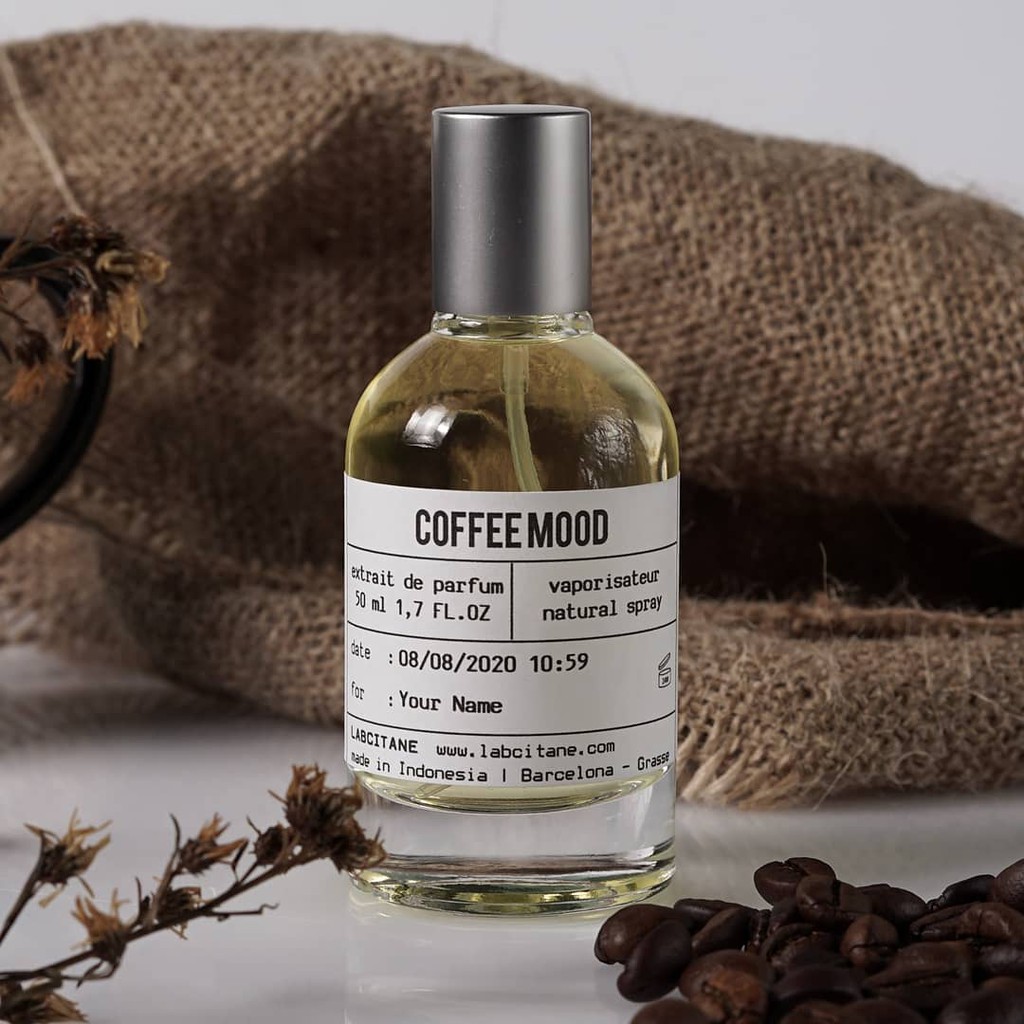 COFFEE MOOD
extrait de parfum
50 ml 1,7 FL.OZ
vaporisateur
natural spray
date : 08/08/2020 10:59
for : Your Name
LABCITANE www.labcitane.com
made in Indonesia | Barcelona - Grasse